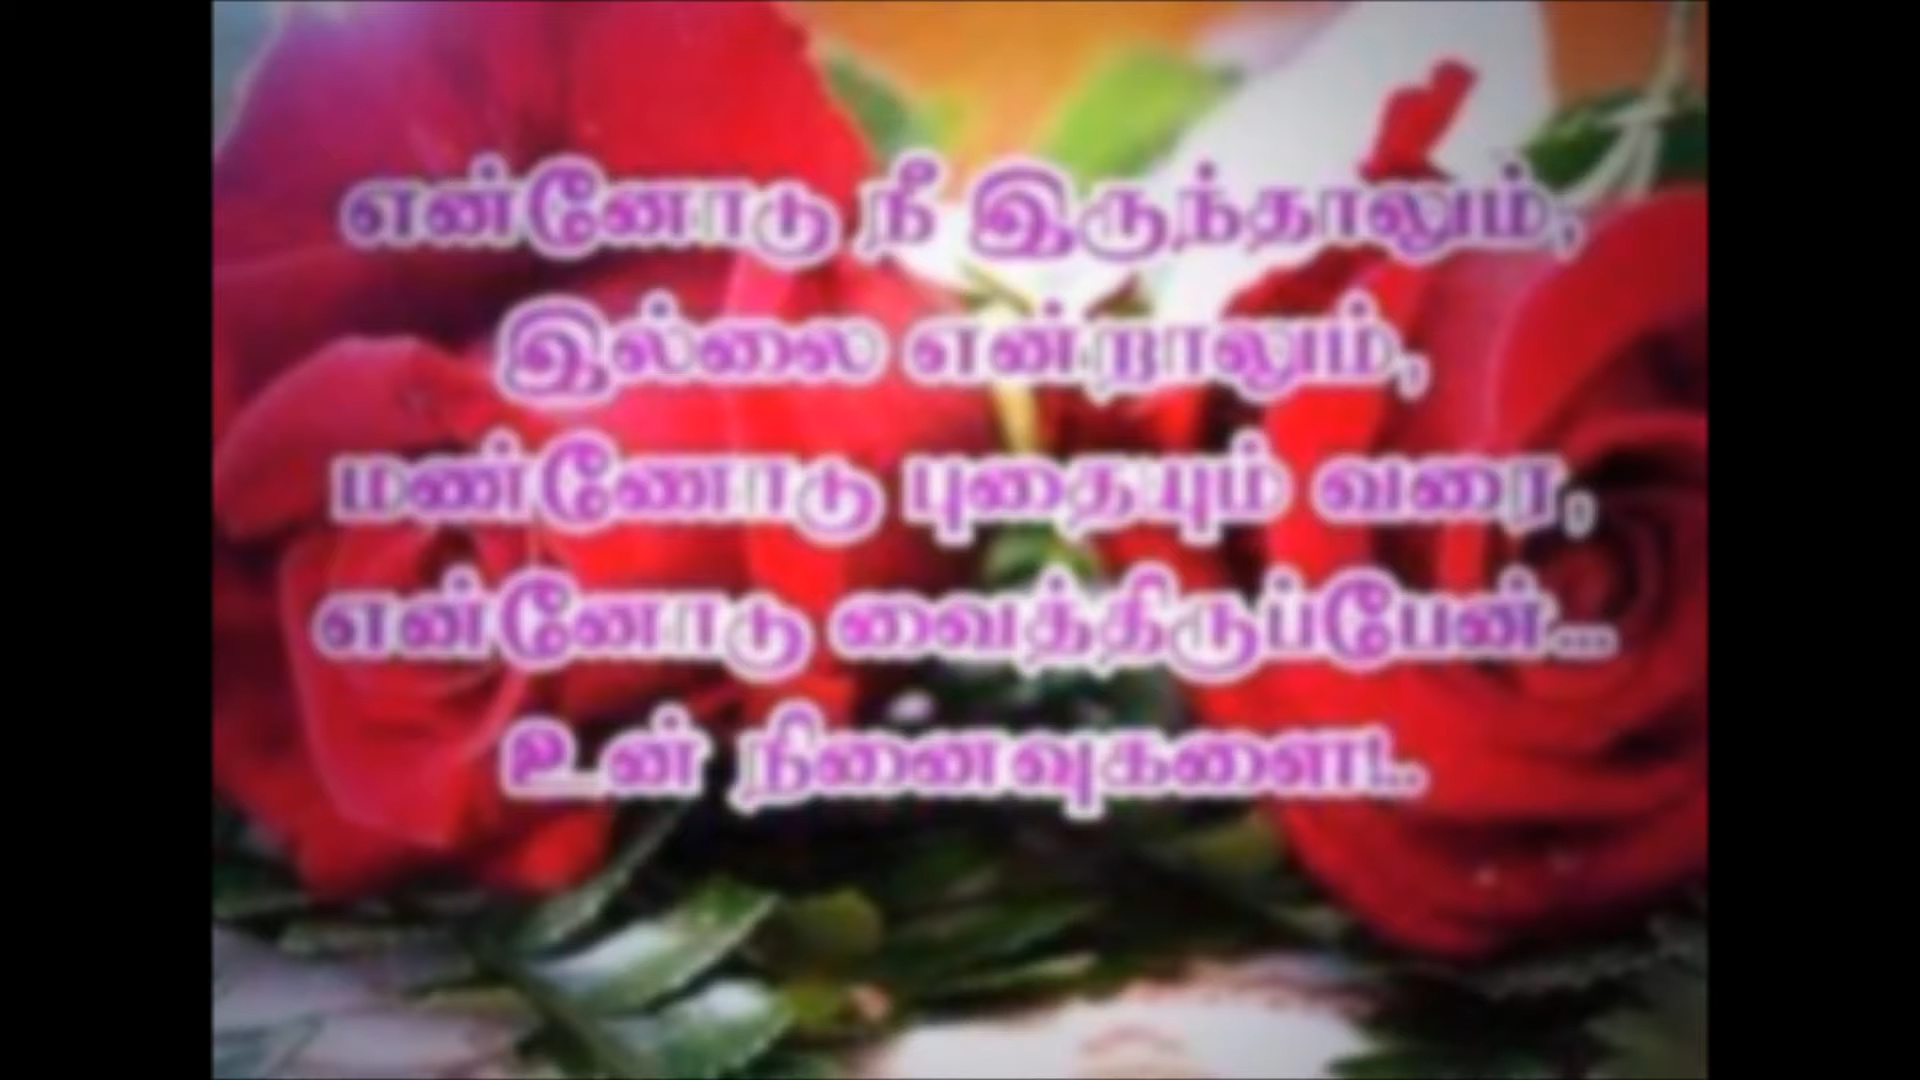 என்னோடு நீ இருந்தாலும்,
இல்லை என்றாலும்,
மண்ணோடு புதையும் வரை,
என்னோடு வைத்திருப்பேன்...
உன் நினைவுகளை!..